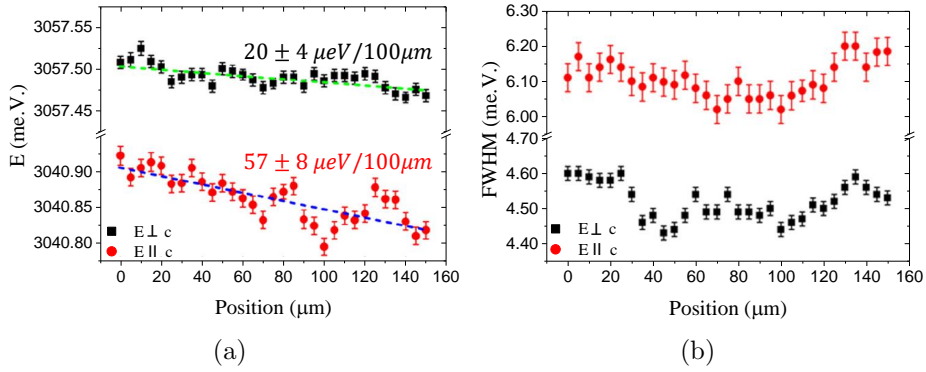 3057.55
20 ± 4 μeV/100μm
3057.50
3057.45
E (me.V.)
57 ± 8 μeV/100μm
3040.90
3040.85
3040.80
E ⊥ c
E || c
0 20 40 60 80 100 120 140 160
Position (μm)
(a)
6.30
6.20
6.10
6.00
4.70
FWHM (me.V.)
4.60
4.50
4.40
E ⊥ c
E || c
0 20 40 60 80 100 120 140 160
Position (μm)
(b)